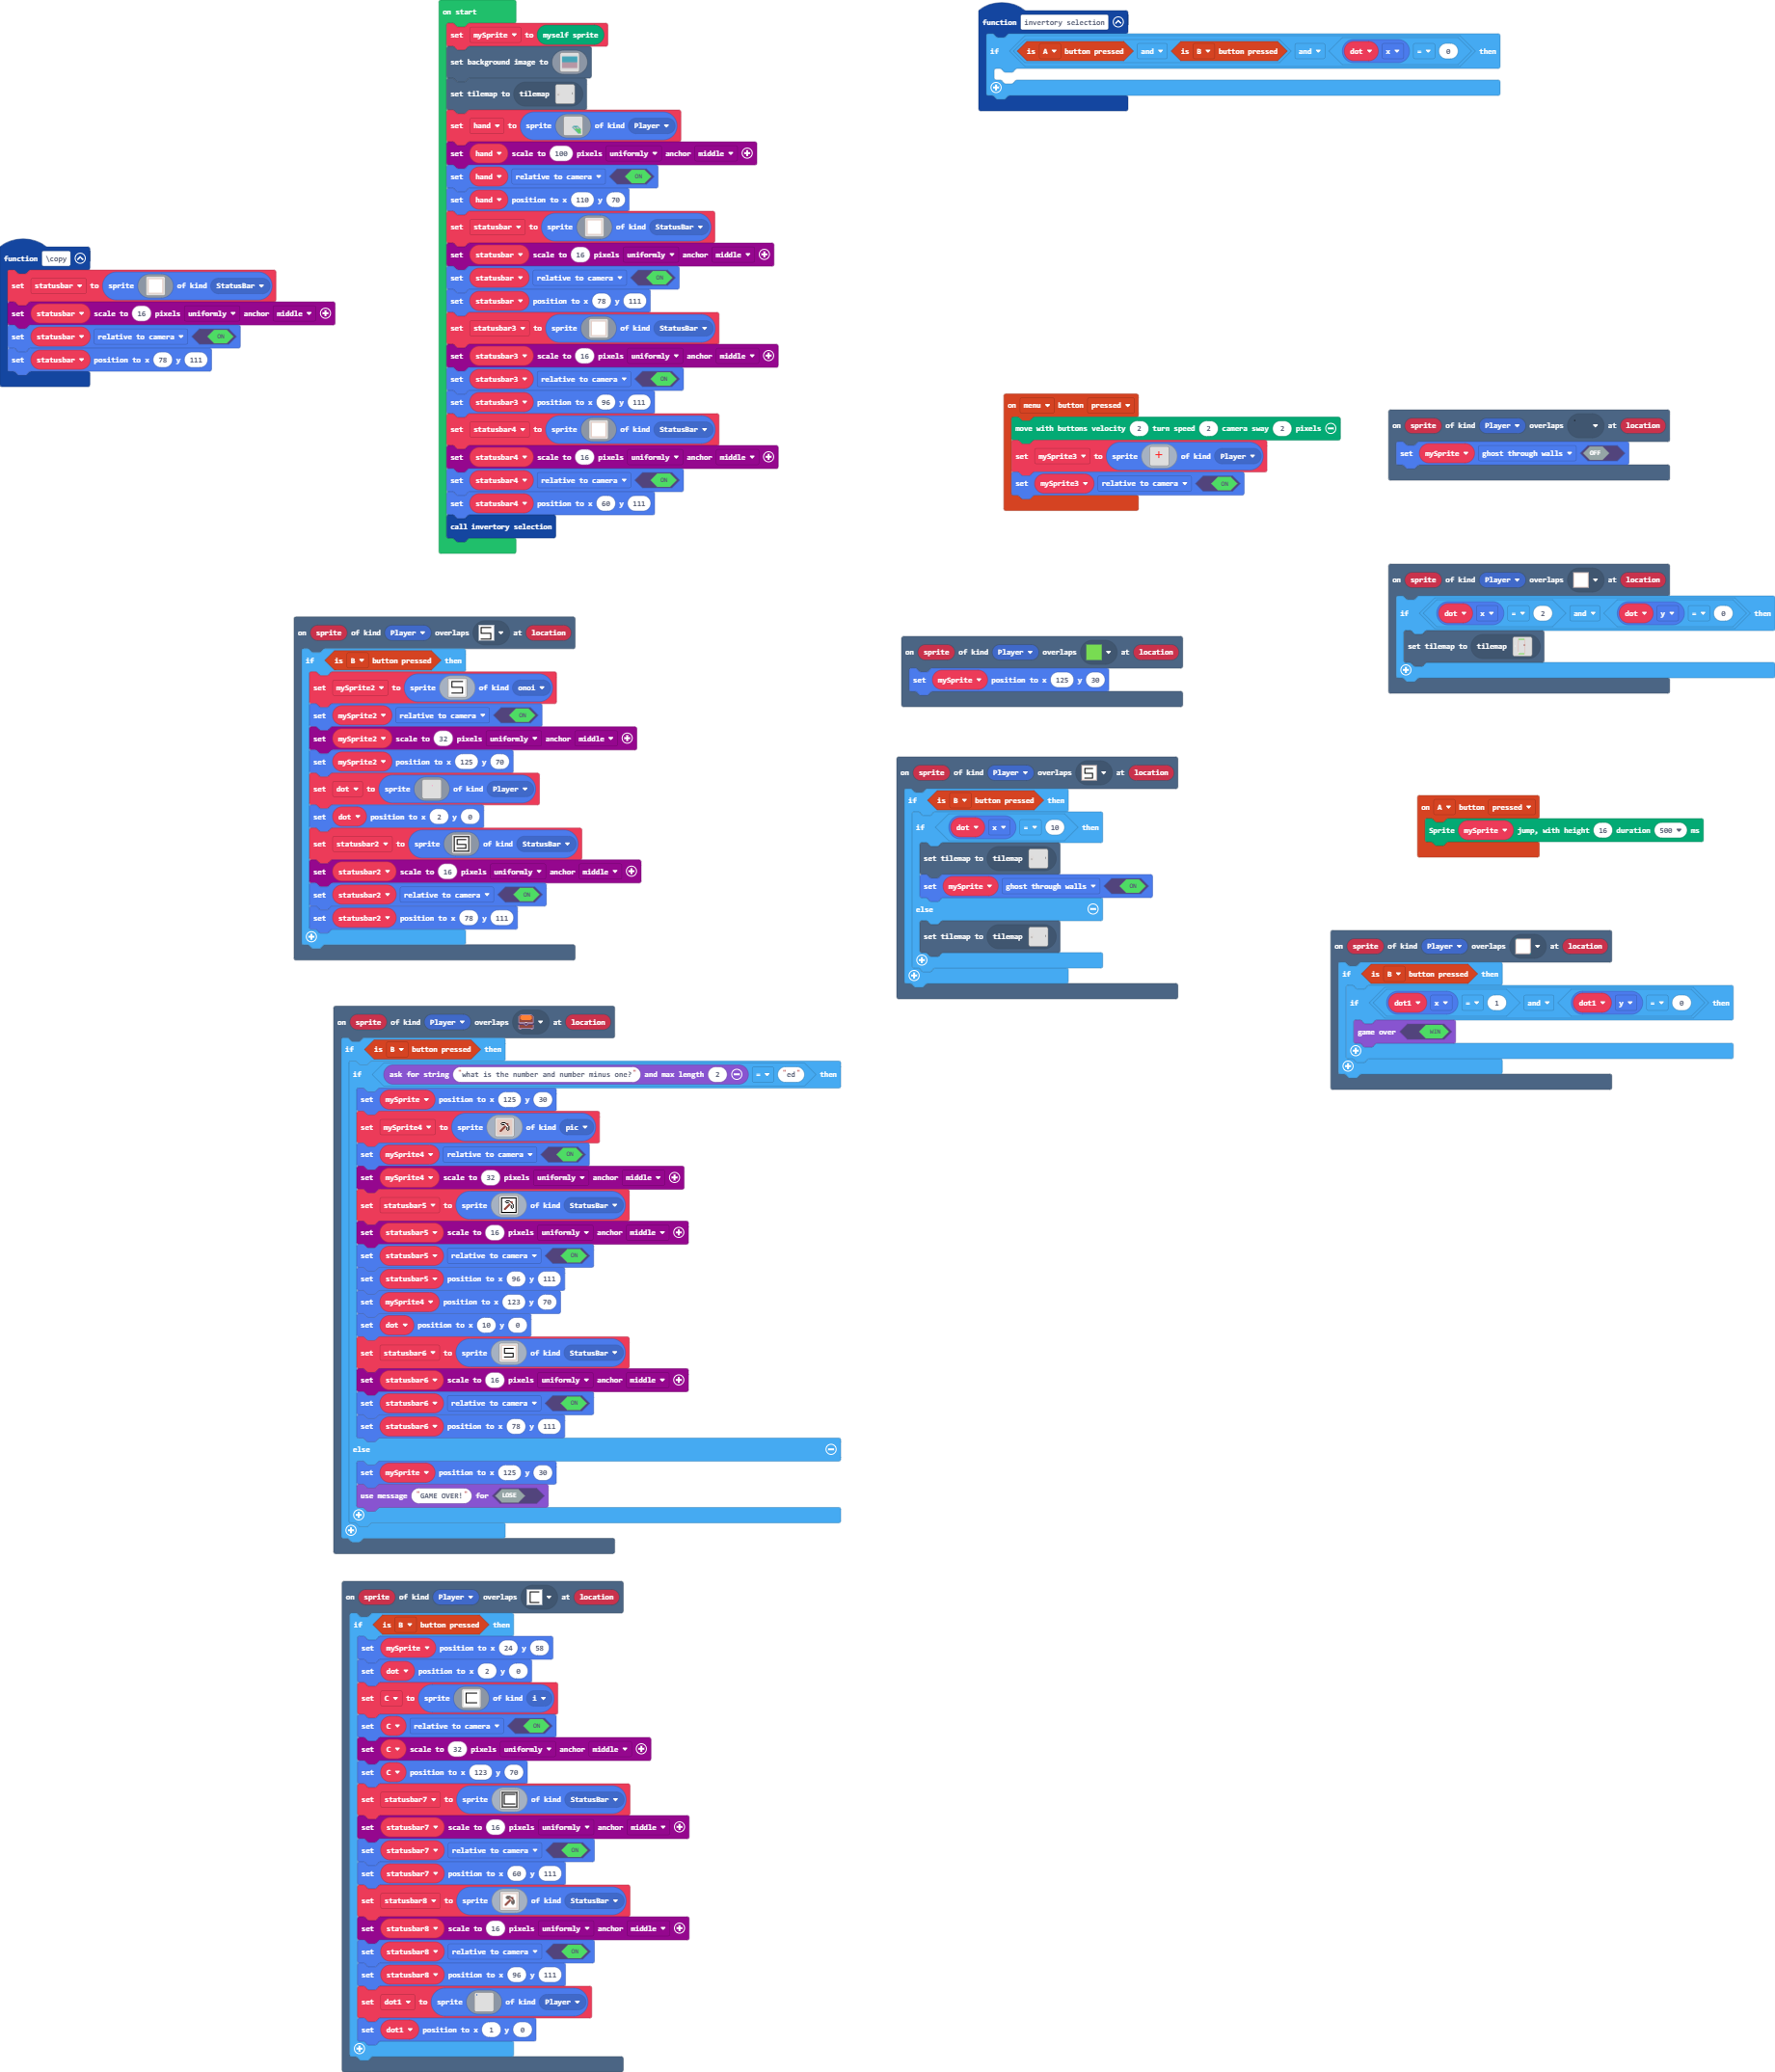 on start
set mySprite to myself sprite
set background image to
set tilemap to tilemap
set hand to sprite of kind Player
set hand scale to 100 pixels uniformly anchor middle
set hand relative to camera ON
set hand position to x 110 y 70
set statusbar to sprite of kind StatusBar
set statusbar scale to 16 pixels uniformly anchor middle
set statusbar relative to camera ON
set statusbar position to x 78 y 111
set statusbar3 to sprite of kind StatusBar
set statusbar3 scale to 16 pixels uniformly anchor middle
set statusbar3 relative to camera ON
set statusbar3 position to x 96 y 111
set statusbar4 to sprite of kind StatusBar
set statusbar4 scale to 16 pixels uniformly anchor middle
set statusbar4 relative to camera ON
set statusbar4 position to x 60 y 111
call invertory selection
function invertory selection
if is A button pressed and is B button pressed and dot x = 0 then
function \copy
set statusbar to sprite of kind StatusBar
set statusbar scale to 16 pixels uniformly anchor middle
set statusbar relative to camera ON
set statusbar position to x 78 y 111
on menu button pressed
move with buttons velocity 2 turn speed 2 camera sway 2 pixels
set mySprite3 to sprite of kind Player
set mySprite3 relative to camera ON
on sprite of kind Player overlaps at location
set mySprite ghost through walls OFF
on sprite of kind Player overlaps at location
if dot x = 2 and dot y = 0 then
set tilemap to tilemap
on sprite of kind Player overlaps S at location
if is B button pressed then
set mySprite2 to sprite S of kind omoi
set mySprite2 relative to camera ON
set mySprite2 scale to 32 pixels uniformly anchor middle
set mySprite2 position to x 125 y 70
set dot to sprite of kind Player
set dot position to x 2 y 0
set statusbar2 to sprite S of kind StatusBar
set statusbar2 scale to 16 pixels uniformly anchor middle
set statusbar2 relative to camera ON
set statusbar2 position to x 78 y 111
on sprite of kind Player overlaps at location
set mySprite position to x 125 y 30
on sprite of kind Player overlaps S at location
if is B button pressed then
if dot x = 10 then
set tilemap to tilemap
set mySprite ghost through walls ON
else
set tilemap to tilemap
on A button pressed
Sprite mySprite jump, with height 16 duration 500 ms
on sprite of kind Player overlaps at location
if is B button pressed then
if dot1 x = 1 and dot1 y = 0 then
game over WIN
on sprite of kind Player overlaps at location
if is B button pressed then
if ask for string "what is the number and number minus one?" and max length 2 = "ed" then
set mySprite position to x 125 y 30
set mySprite4 to sprite of kind pic
set mySprite4 relative to camera ON
set mySprite4 scale to 32 pixels uniformly anchor middle
set statusbar5 to sprite of kind StatusBar
set statusbar5 scale to 16 pixels uniformly anchor middle
set statusbar5 relative to camera ON
set statusbar5 position to x 96 y 111
set mySprite4 position to x 123 y 70
set dot position to x 10 y 0
set statusbar6 to sprite S of kind StatusBar
set statusbar6 scale to 16 pixels uniformly anchor middle
set statusbar6 relative to camera ON
set statusbar6 position to x 78 y 111
else
set mySprite position to x 125 y 30
use message "GAME OVER!" for LOSE
on sprite of kind Player overlaps C at location
if is B button pressed then
set mySprite position to x 24 y 58
set dot position to x 2 y 0
set C to sprite C of kind i
set C relative to camera ON
set C scale to 32 pixels uniformly anchor middle
set C position to x 123 y 70
set statusbar7 to sprite C of kind StatusBar
set statusbar7 scale to 16 pixels uniformly anchor middle
set statusbar7 relative to camera ON
set statusbar7 position to x 60 y 111
set statusbar8 to sprite of kind StatusBar
set statusbar8 scale to 16 pixels uniformly anchor middle
set statusbar8 relative to camera ON
set statusbar8 position to x 96 y 111
set dot1 to sprite of kind Player
set dot1 position to x 1 y 0